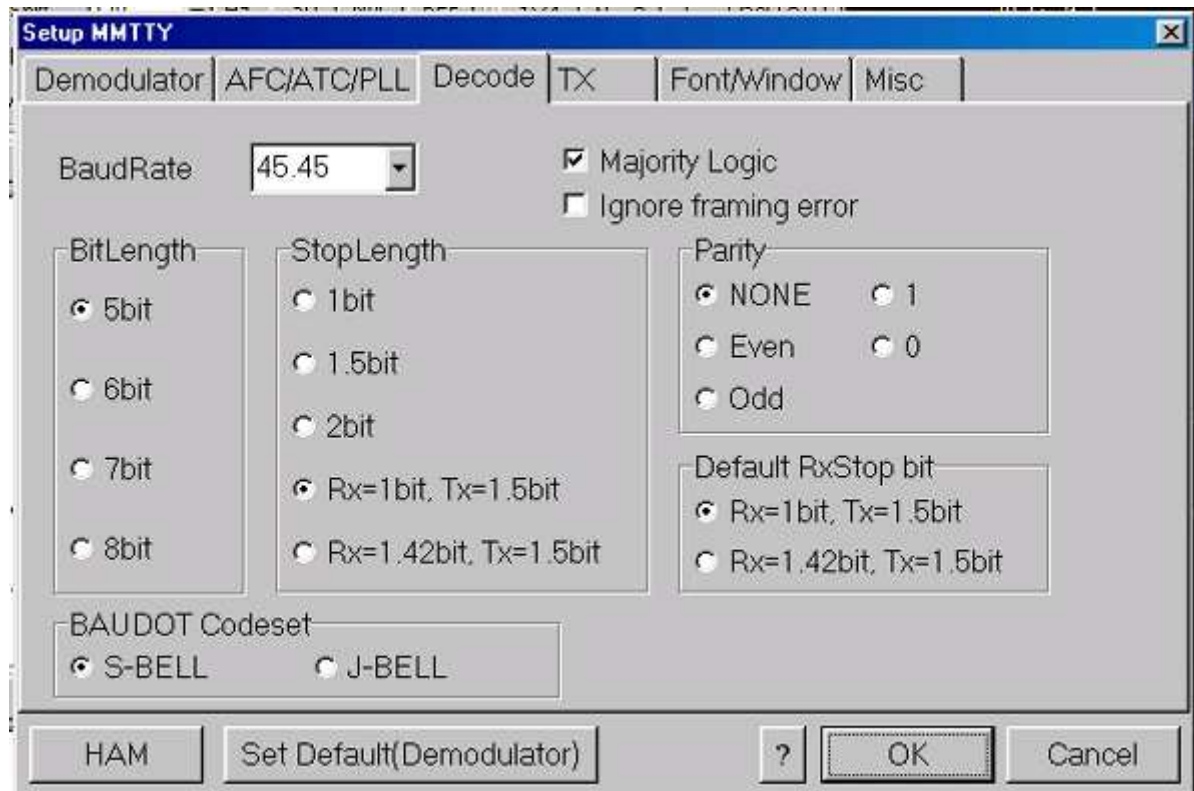 Setup MMTTY
Demodulator AFC/ATC/PLL Decode TX Font/Window Misc
BaudRate 45.45
Majority Logic
Ignore framing error
BitLength
5bit
6bit
7bit
8bit
StopLength
1bit
1.5bit
2bit
Rx=1bit, Tx=1.5bit
Rx=1.42bit, Tx=1.5bit
Parity
NONE 1
Even 0
Odd
Default RxStop bit
Rx=1bit, Tx=1.5bit
Rx=1.42bit, Tx=1.5bit
BAUDOT Codeset
S-BELL J-BELL
HAM Set Default(Demodulator) ? OK Cancel